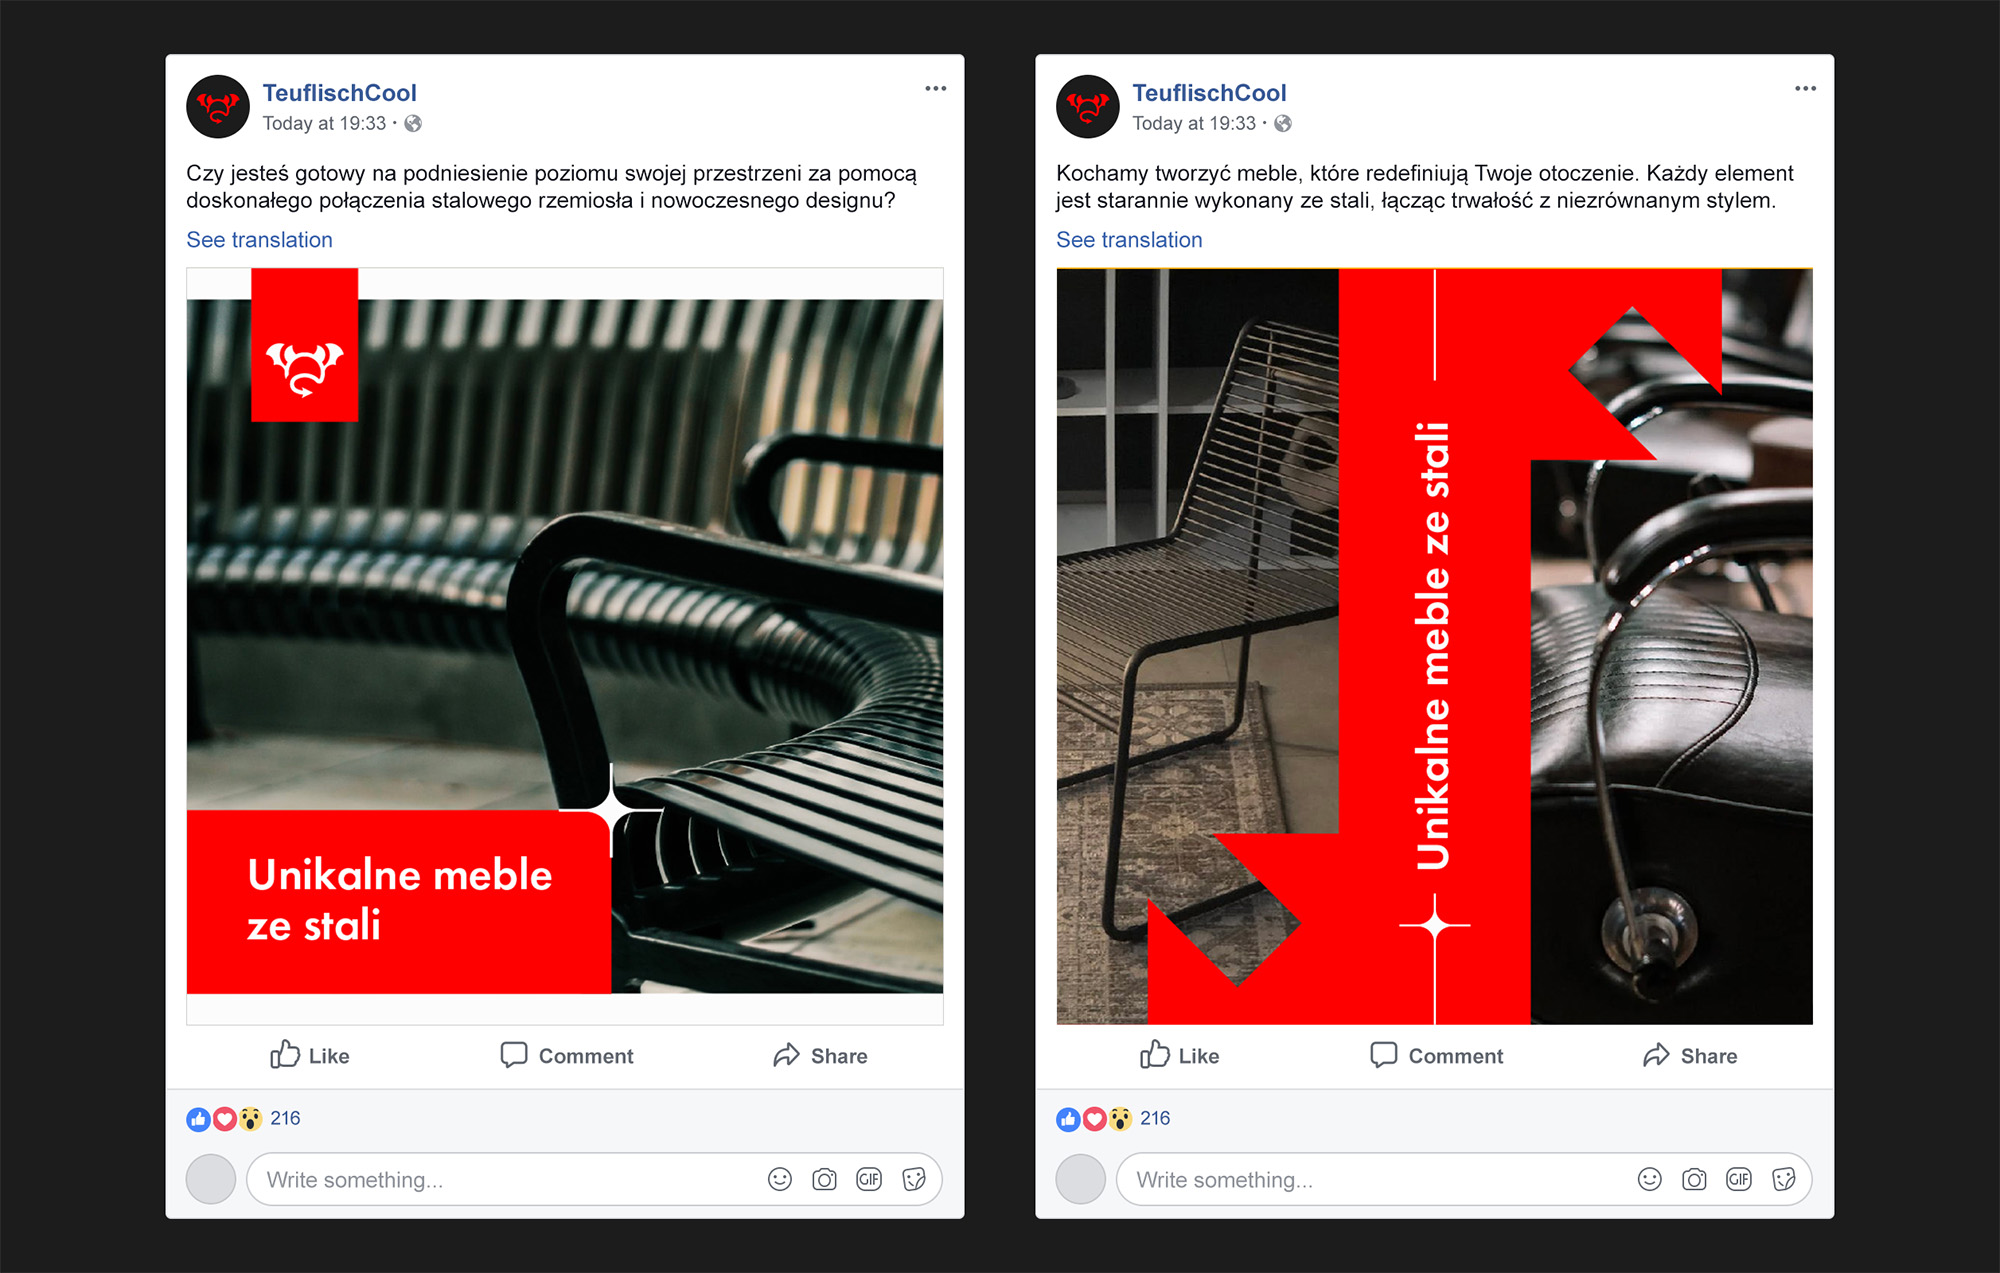 TeuflischCool
Today at 19:33 ·
Czy jesteś gotowy na podniesienie poziomu swojej przestrzeni za pomocą
doskonałego połączenia stalowego rzemiosła i nowoczesnego designu?
See translation
Unikalne meble
ze stali
Like
Comment
Share
216
Write something...
GIF
TeuflischCool
Today at 19:33 ·
Kochamy tworzyć meble, które redefiniują Twoje otoczenie. Każdy element
jest starannie wykonany ze stali, łącząc trwałość z niezrównanym stylem.
See translation
Unikalne meble ze stali
Like
Comment
Share
216
Write something...
GIF